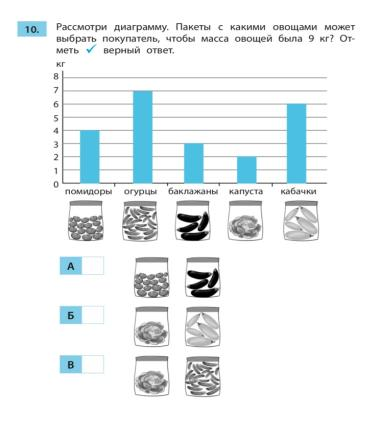 10. Рассмотри диаграмму. Пакеты с какими овощами может
выбрать покупатель, чтобы масса овощей была 9 кг? От-
меть ✓ верный ответ.
кг
8
7
6
5
4
3
2
1
0
помидоры огурцы баклажаны капуста кабачки
А
Б
В